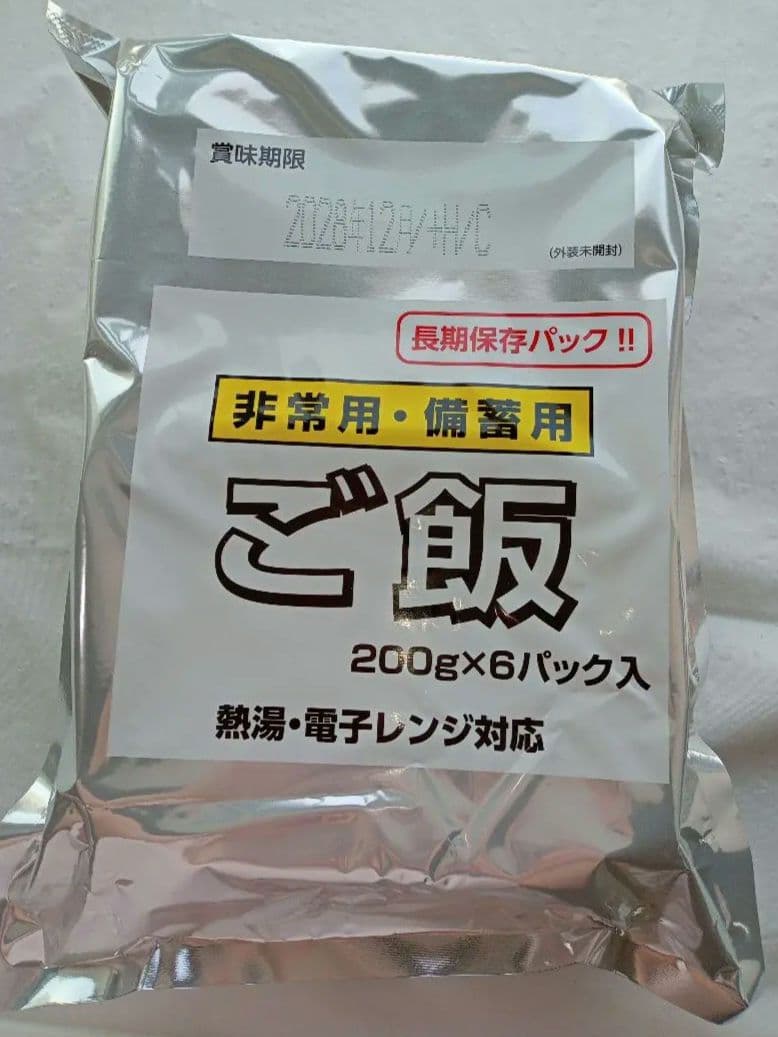 賞味期限
2028年12月/+H/C
(外装未開封)
長期保存パック!!
非常用・備蓄用
ご飯
200g×6パック入
熱湯・電子レンジ対応